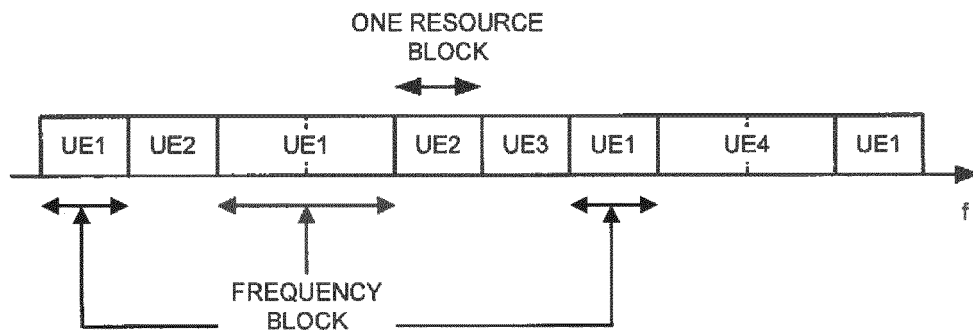 ONE RESOURCE
BLOCK
UE1 UE2 UE1 UE2 UE3 UE1 UE4 UE1
f
FREQUENCY
BLOCK